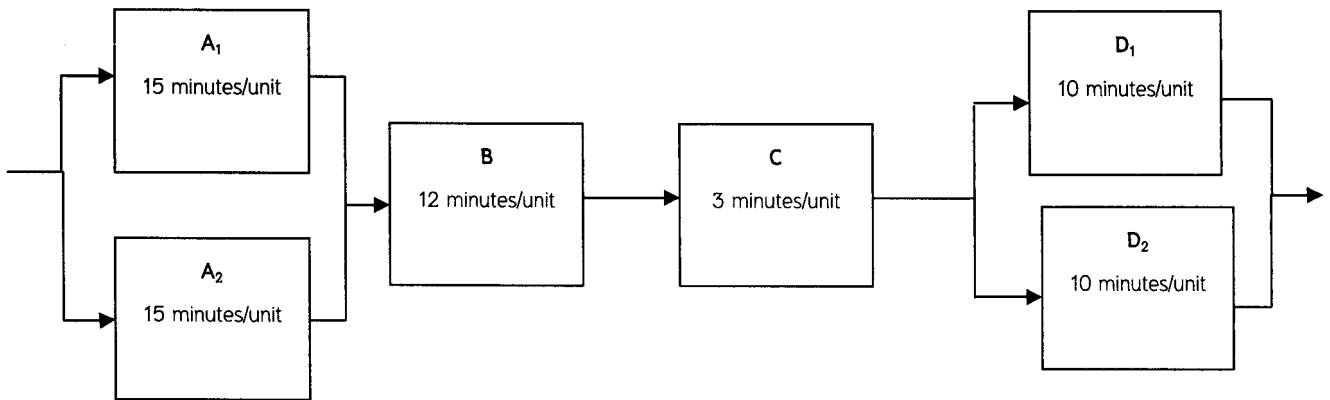 A₁
15 minutes/unit
A₂
15 minutes/unit
B
12 minutes/unit
C
3 minutes/unit
D₁
10 minutes/unit
D₂
10 minutes/unit